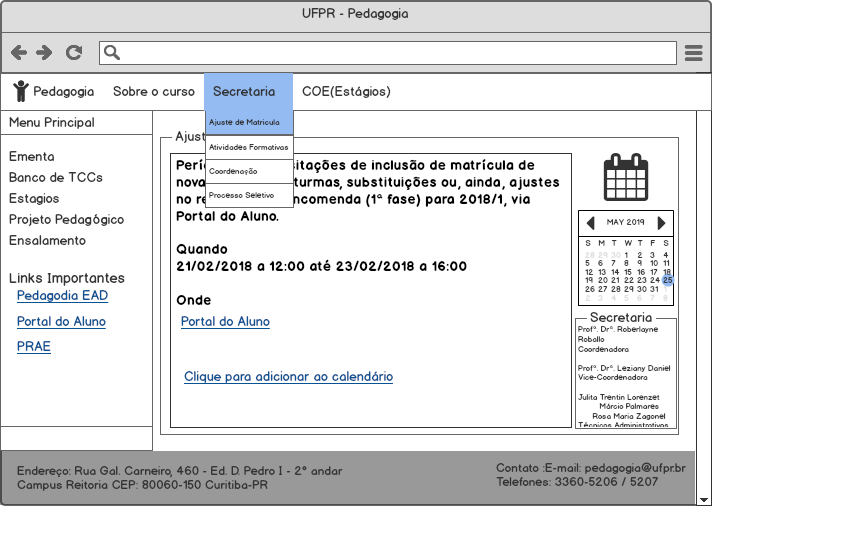 UFPR - Pedagogia
Pedagogia Sobre o curso Secretaria COE(Estágios)
Menu Principal
Ajuste de Matricula
Atividades Formativas
Coordenação
Processo Seletivo
Ementa
Banco de TCCs
Estagios
Projeto Pedagógico
Ensalamento
Links Importantes
Pedagodia EAD
Portal do Aluno
PRAE
Ajust
Perí itações de inclusão de matrícula de
nova turmas, substituições ou, ainda, ajustes
no re ncomenda (1ª fase) para 2018/1, via
Portal do Aluno.
Quando
21/02/2018 a 12:00 até 23/02/2018 a 16:00
Onde
Portal do Aluno
Clique para adicionar ao calendário
MAY 2019
S M T W T F S
28 29 30 1 2 3 4
5 6 7 8 9 10 11
12 13 14 15 16 17 18
19 20 21 22 23 24 25
26 27 28 29 30 31 1
2 3 4 5 6 7 8
Secretaria
Profª. Drª. Roberlayne
Roballo
Coordenadora
Profª. Drª. Leziany Daniel
Vice-Coordenadora
Julita Trentin Lorenzet
Márcio Palmares
Rosa Maria Zagonel
Técnicos Administrativos
Endereço: Rua Gal. Carneiro, 460 - Ed. D. Pedro I - 2° andar
Campus Reitoria CEP: 80060-150 Curitiba-PR
Contato :E-mail: pedagogia@ufpr.br
Telefones: 3360-5206 / 5207